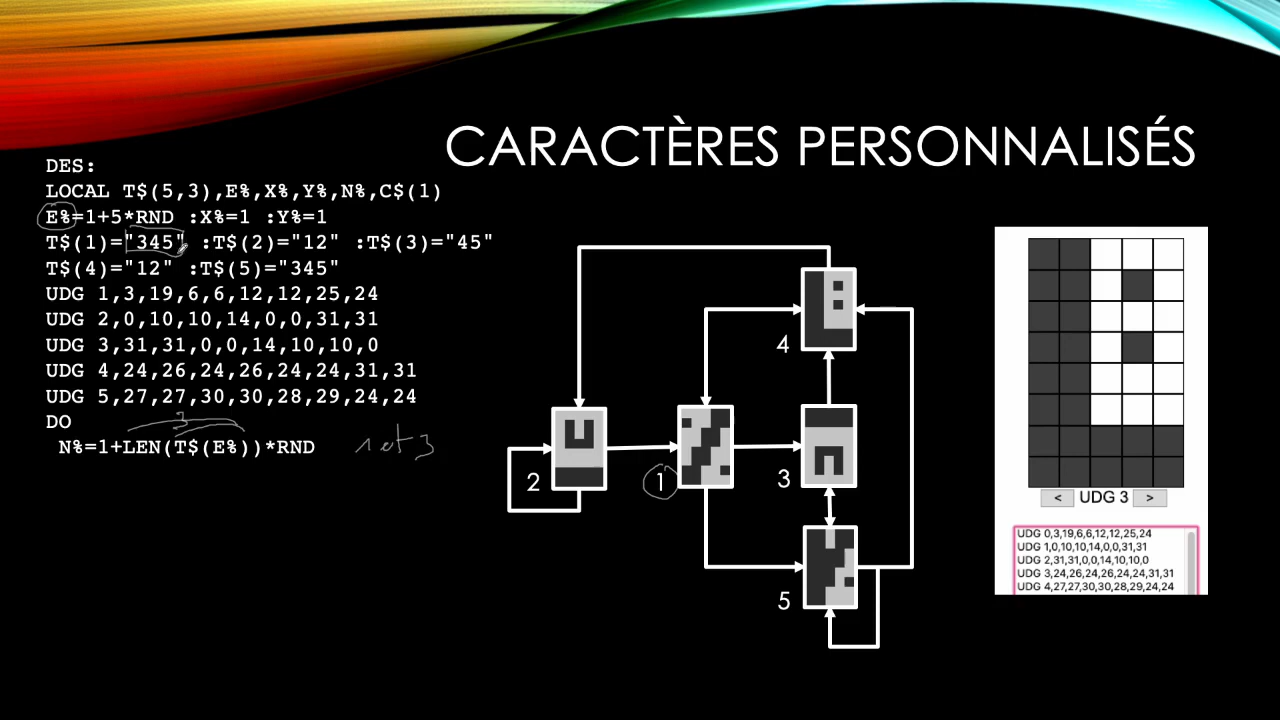 CARACTÈRES PERSONNALISÉS
DES:
LOCAL T$(5,3),E%,X%,Y%,N%,C$(1)
E%=1+5*RND :X%=1 :Y%=1
T$(1)="345" :T$(2)="12" :T$(3)="45"
T$(4)="12" :T$(5)="345"
UDG 1,3,19,6,6,12,12,25,24
UDG 2,0,10,10,14,0,0,31,31
UDG 3,31,31,0,0,14,10,10,0
UDG 4,24,26,24,26,24,24,31,31
UDG 5,27,27,30,30,28,29,24,24
DO
3
N%=1+LEN(T$(E%))*RND
1 et 3
4
2
1
3
5
< UDG 3 >
UDG 0,3,19,6,6,12,12,25,24
UDG 1,0,10,10,14,0,0,31,31
UDG 2,31,31,0,0,14,10,10,0
UDG 3,24,26,24,26,24,24,31,31
UDG 4,27,27,30,30,28,29,24,24